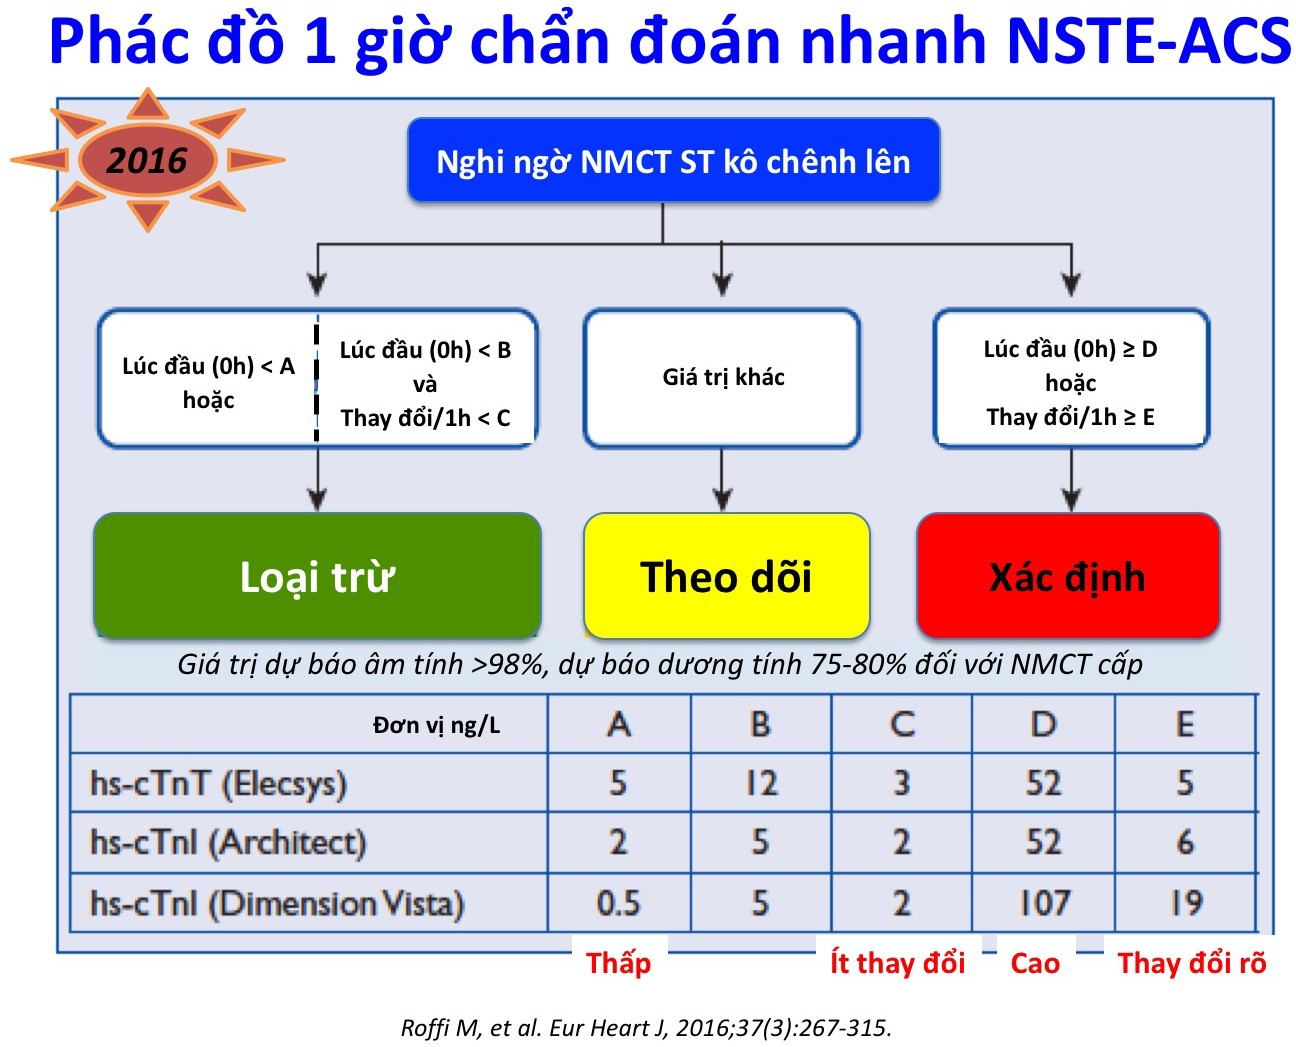 Phác đồ 1 giờ chẩn đoán nhanh NSTE-ACS
2016
Nghi ngờ NMCT ST kô chênh lên
Lúc đầu (0h) < A
hoặc
Lúc đầu (0h) < B
và
Thay đổi/1h < C
Giá trị khác
Lúc đầu (0h) ≥ D
hoặc
Thay đổi/1h ≥ E
Loại trừ
Theo dõi
Xác định
Giá trị dự báo âm tính >98%, dự báo dương tính 75-80% đối với NMCT cấp
Đơn vị ng/L A B C D E
hs-cTnT (Elecsys) 5 12 3 52 5
hs-cTnI (Architect) 2 5 2 52 6
hs-cTnI (Dimension Vista) 0.5 5 2 107 19
Thấp Ít thay đổi Cao Thay đổi rõ
Roffi M, et al. Eur Heart J, 2016;37(3):267-315.